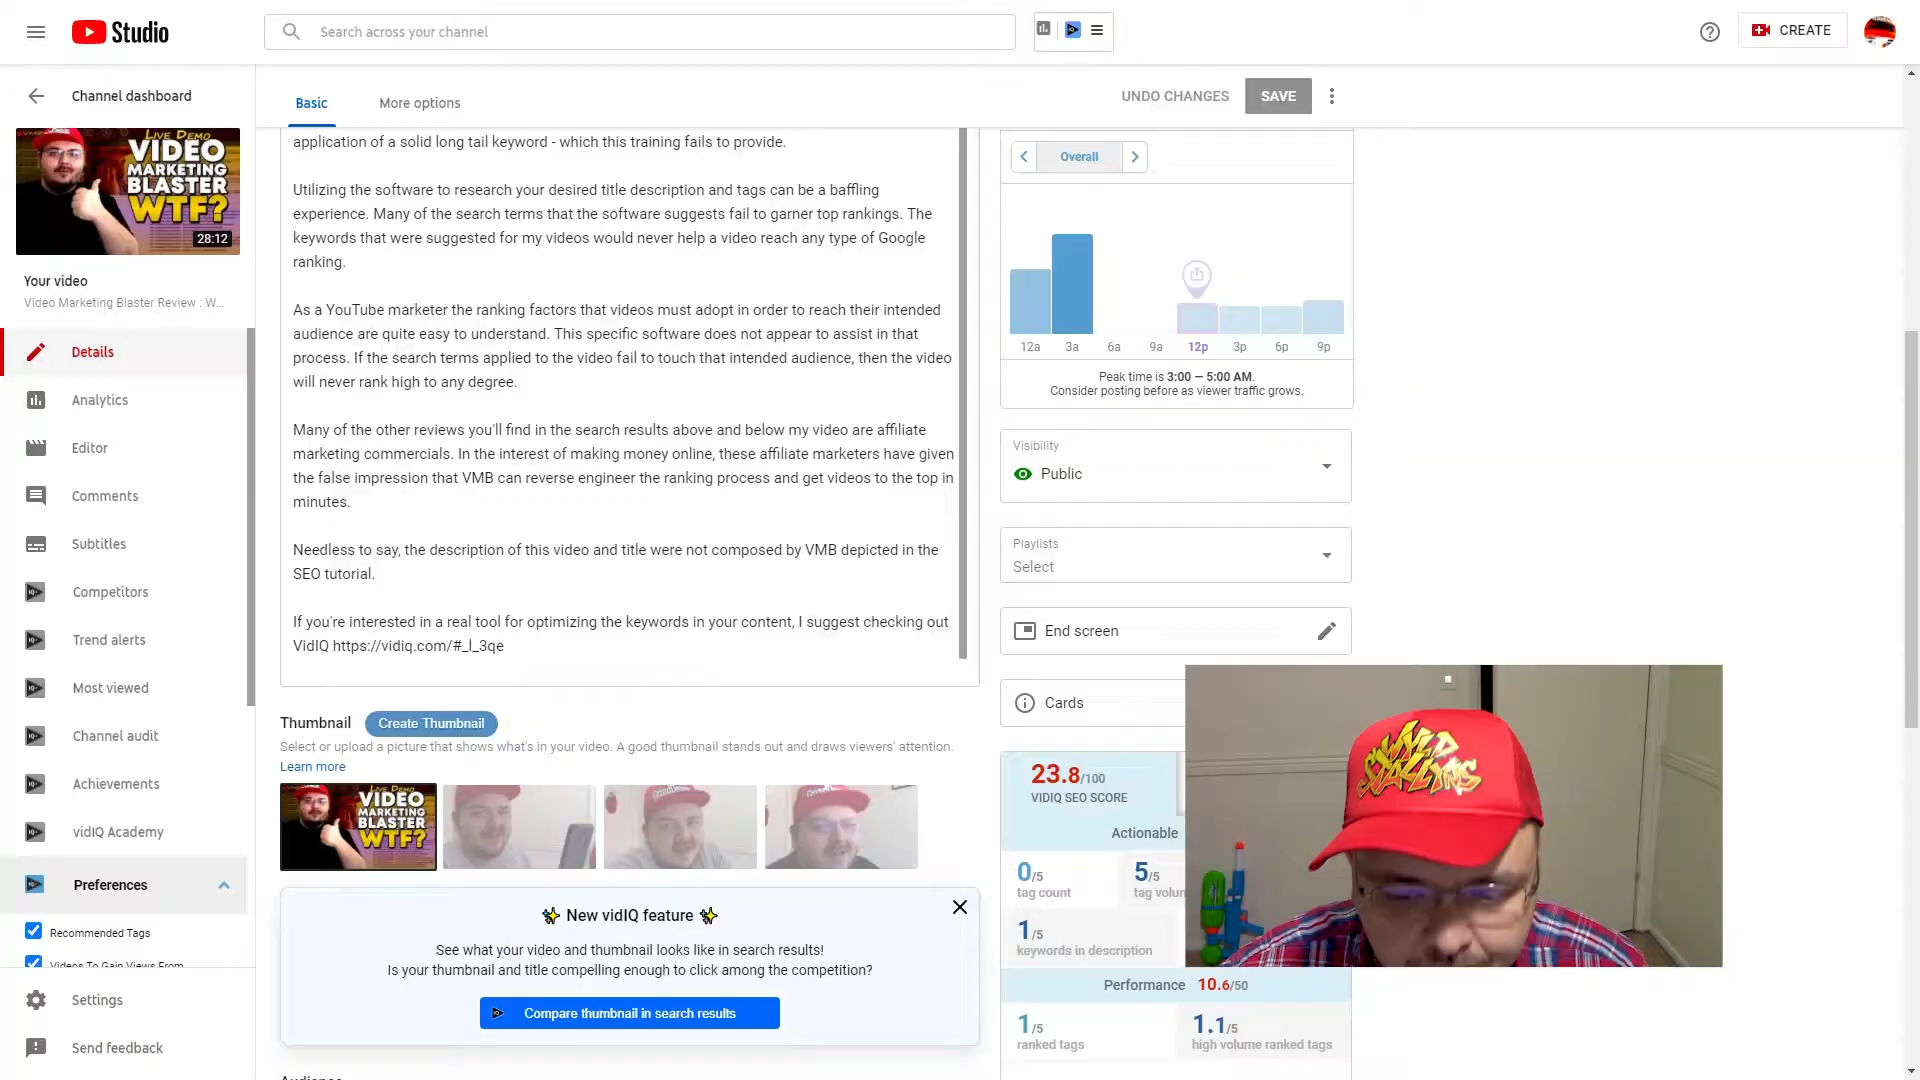 Studio
Search across your channel
CREATE
Channel dashboard
Basic
More options
UNDO CHANGES
SAVE
LIVE DEMO
VIDEO
MARKETING
BLASTER
WTF?
28:12
Your video
Video Marketing Blaster Review : W...
Details
Analytics
Editor
Comments
Subtitles
Competitors
Trend alerts
Most viewed
Channel audit
Achievements
vidIQ Academy
Preferences
Recommended Tags
Videos To Gain Views From
Settings
Send feedback
application of a solid long tail keyword - which this training fails to provide.
Utilizing the software to research your desired title description and tags can be a baffling
experience. Many of the search terms that the software suggests fail to garner top rankings. The
keywords that were suggested for my videos would never help a video reach any type of Google
ranking.
As a YouTube marketer the ranking factors that videos must adopt in order to reach their intended
audience are quite easy to understand. This specific software does not appear to assist in that
process. If the search terms applied to the video fail to touch that intended audience, then the video
will never rank high to any degree.
Many of the other reviews you'll find in the search results above and below my video are affiliate
marketing commercials. In the interest of making money online, these affiliate marketers have given
the false impression that VMB can reverse engineer the ranking process and get videos to the top in
minutes.
Needless to say, the description of this video and title were not composed by VMB depicted in the
SEO tutorial.
If you're interested in a real tool for optimizing the keywords in your content, I suggest checking out
VidIQ https://vidiq.com/#_l_3qe
Thumbnail
Create Thumbnail
Select or upload a picture that shows what's in your video. A good thumbnail stands out and draws viewers' attention.
Learn more
LIVE DEMO
VIDEO
MARKETING
BLASTER
WTF?
New vidIQ feature
See what your video and thumbnail looks like in search results!
Is your thumbnail and title compelling enough to click among the competition?
Compare thumbnail in search results
Overall
12a 3a 6a 9a 12p 3p 6p 9p
Peak time is 3:00 – 5:00 AM.
Consider posting before as viewer traffic grows.
Visibility
Public
Playlists
Select
End screen
Cards
23.8/100
VIDIQ SEO SCORE
Actionable
0/5
tag count
5/5
tag volum
1/5
keywords in description
Performance 10.6/50
1/5
ranked tags
1.1/5
high volume ranked tags
WYLD
STALLYNS